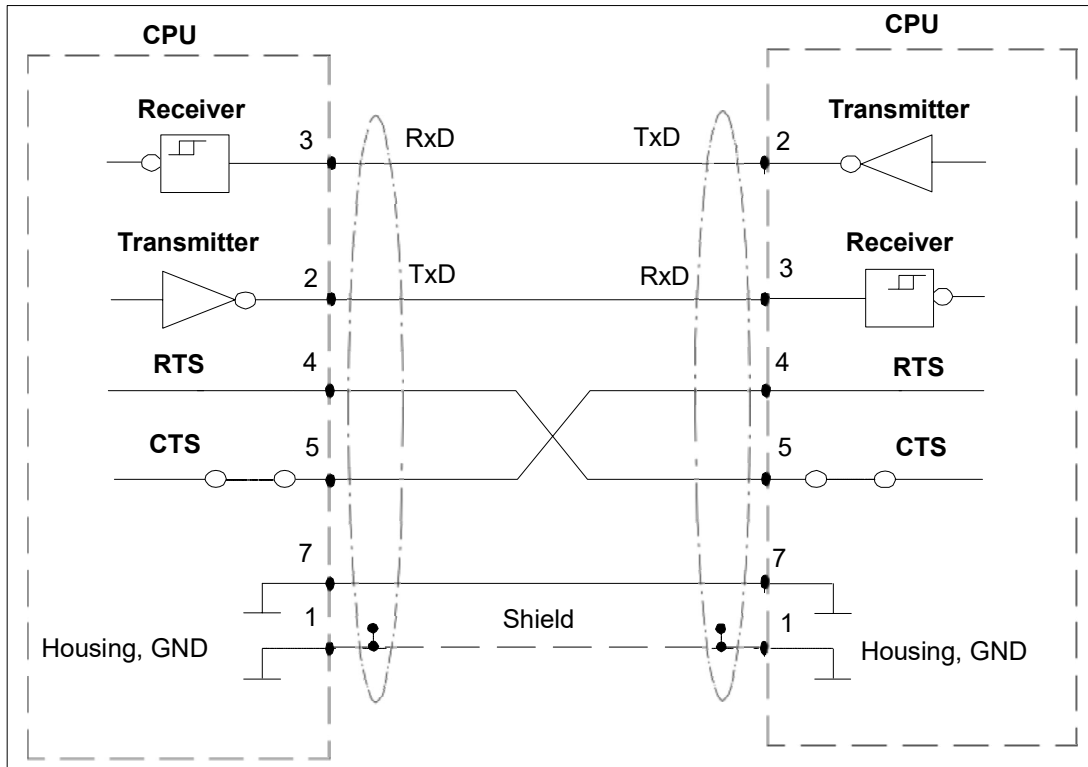 CPU
CPU
Receiver
Transmitter
3
RxD
TxD
2
Transmitter
Receiver
2
TxD
RxD
3
RTS
4
4
RTS
CTS
5
5
CTS
7
7
1
Shield
1
Housing, GND
Housing, GND